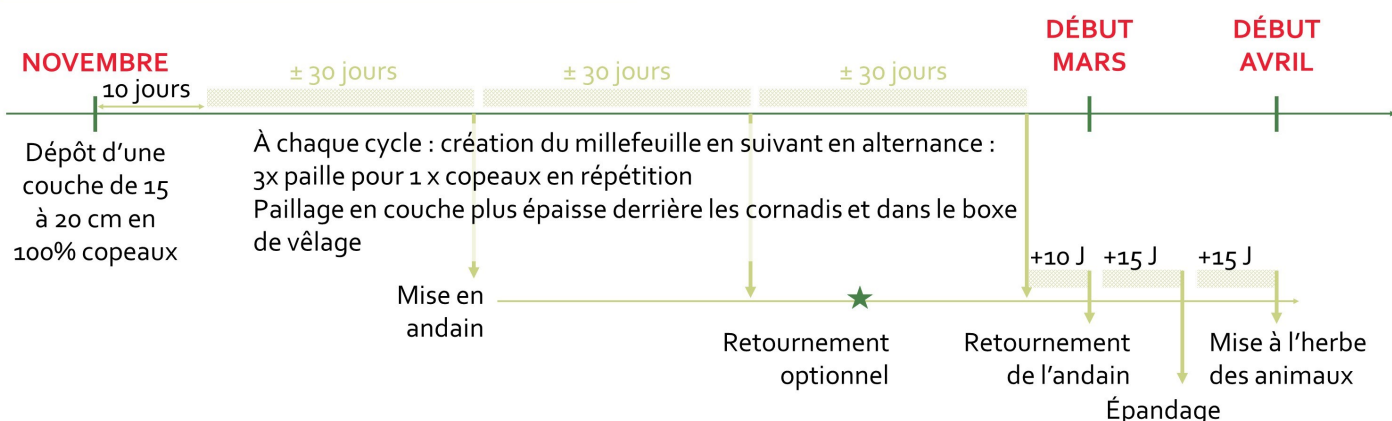 NOVEMBRE
10 jours
± 30 jours
± 30 jours
± 30 jours
DÉBUT
MARS
DÉBUT
AVRIL
Dépôt d'une
couche de 15
à 20 cm en
100% copeaux
À chaque cycle : création du millefeuille en suivant en alternance :
3x paille pour 1 x copeaux en répétition
Paillage en couche plus épaisse derrière les cornadis et dans le boxe
de vêlage
+10 J
+15 J
+15 J
Mise en
andain
Retournement
optionnel
Retournement
de l'andain
Épandage
Mise à l'herbe
des animaux